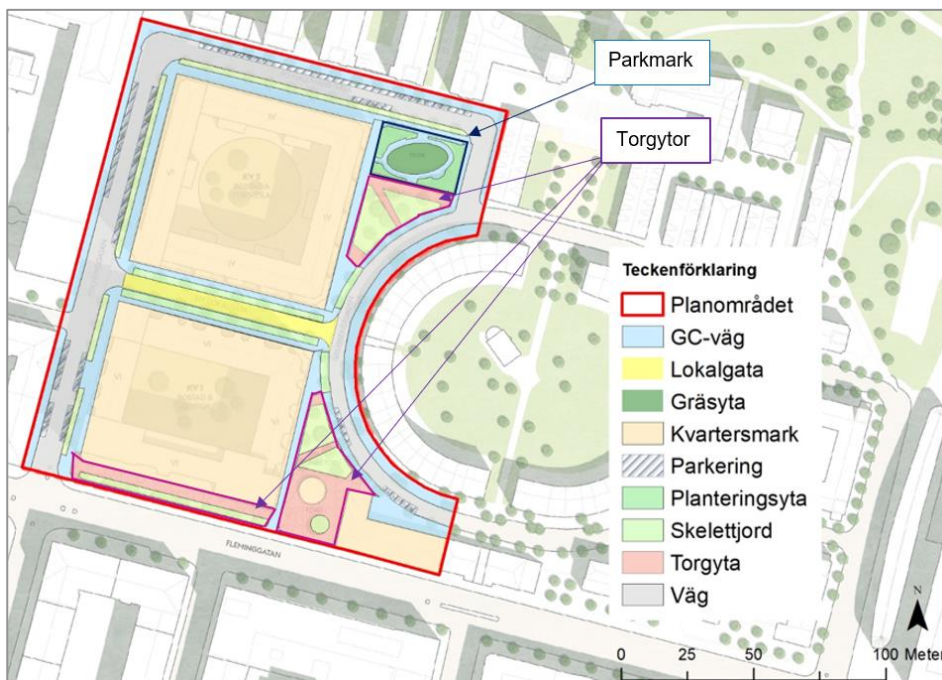 Parkmark
Torgytor
Teckenförklaring
Planområdet
GC-väg
Lokalgata
Gräsyta
Kvartersmark
Parkering
Planteringsyta
Skelettjord
Torgyta
Väg
FLEMINGGATAN
N
0 25 50 100 Meter